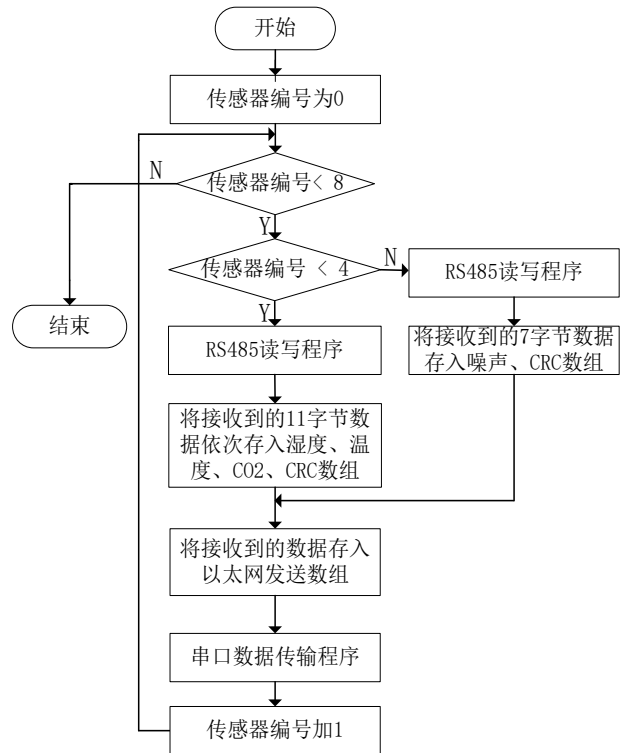 开始
传感器编号为0
N
传感器编号< 8
Y
传感器编号 < 4
N
RS485读写程序
结束
Y
RS485读写程序
将接收到的7字节数据
存入噪声、CRC数组
将接收到的11字节数
据依次存入湿度、温
度、CO2、CRC数组
将接收到的数据存入
以太网发送数组
串口数据传输程序
传感器编号加1